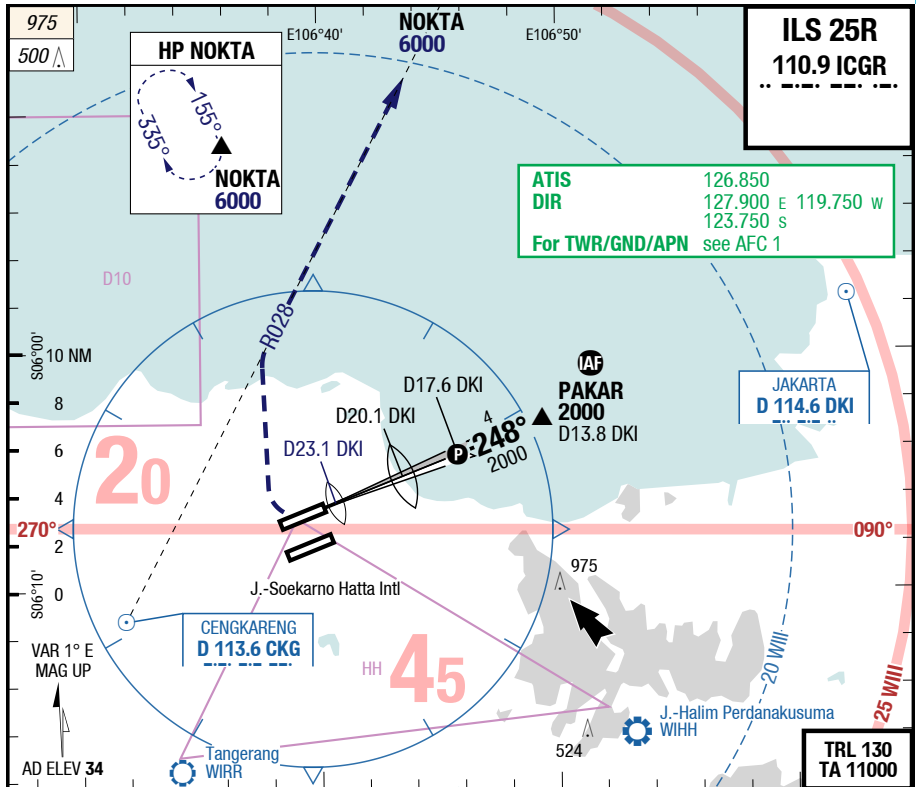 975
500
HP NOKTA
155°
335°
NOKTA
6000
E106°40'
NOKTA
6000
E106°50'
ILS 25R
110.9 ICGR
ATIS 126.850
DIR 127.900 E 119.750 W
123.750 S
For TWR/GND/APN see AFC 1
D10
R028
S06°00'
10 NM
8
6
4
2
0
S06°10'
IAF
PAKAR
2000
D13.8 DKI
D17.6 DKI
D20.1 DKI
D23.1 DKI
P
4
248°
2000
JAKARTA
D 114.6 DKI
20
270°
090°
J.-Soekarno Hatta Intl
975
CENGKARENG
D 113.6 CKG
HH
45
VAR 1° E
MAG UP
AD ELEV 34
Tangerang
WIRR
524
J.-Halim Perdanakusuma
WIHH
20 WIII
25 WIII
TRL 130
TA 11000